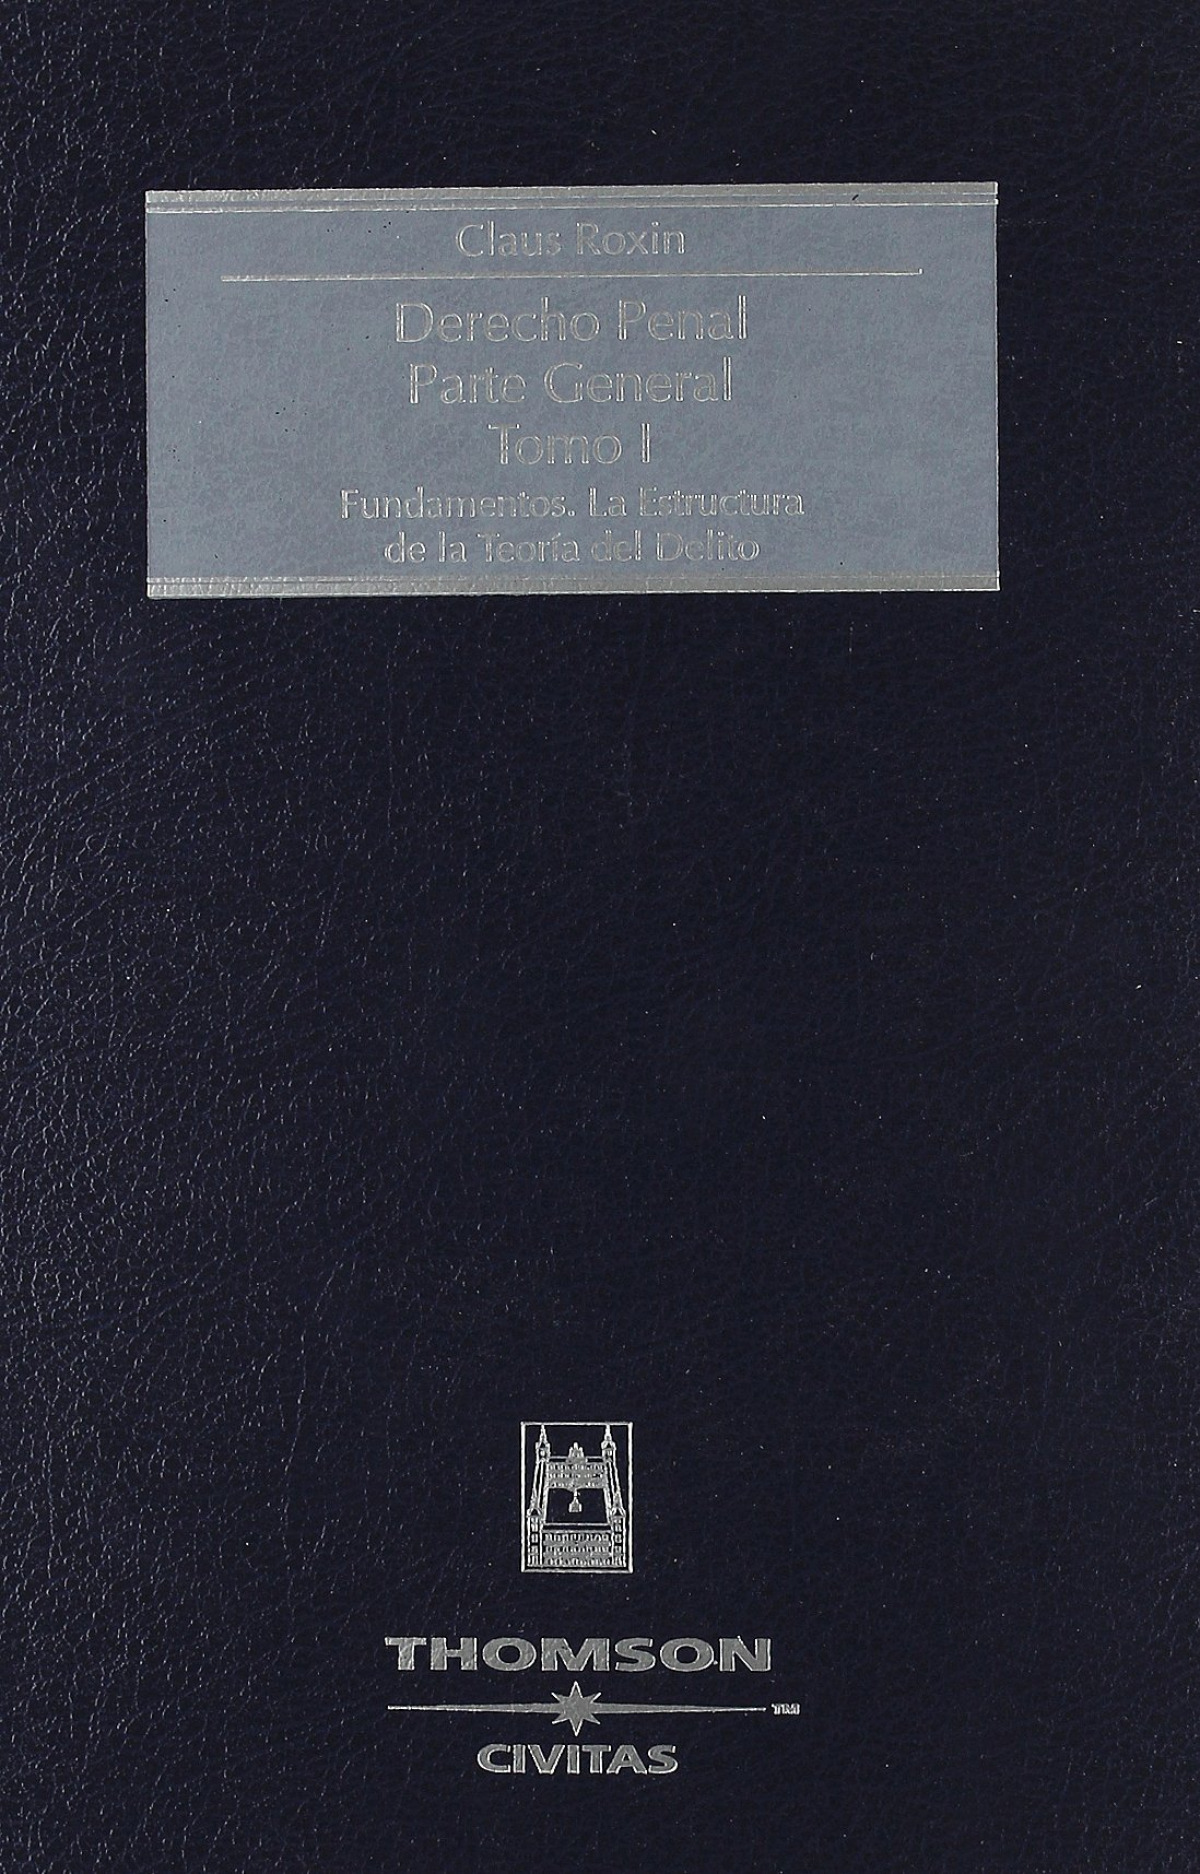 Claus Roxin
Derecho Penal
Parte General
Tomo I
Fundamentos. La Estructura
de la Teoría del Delito
THOMSON
TM
CIVITAS